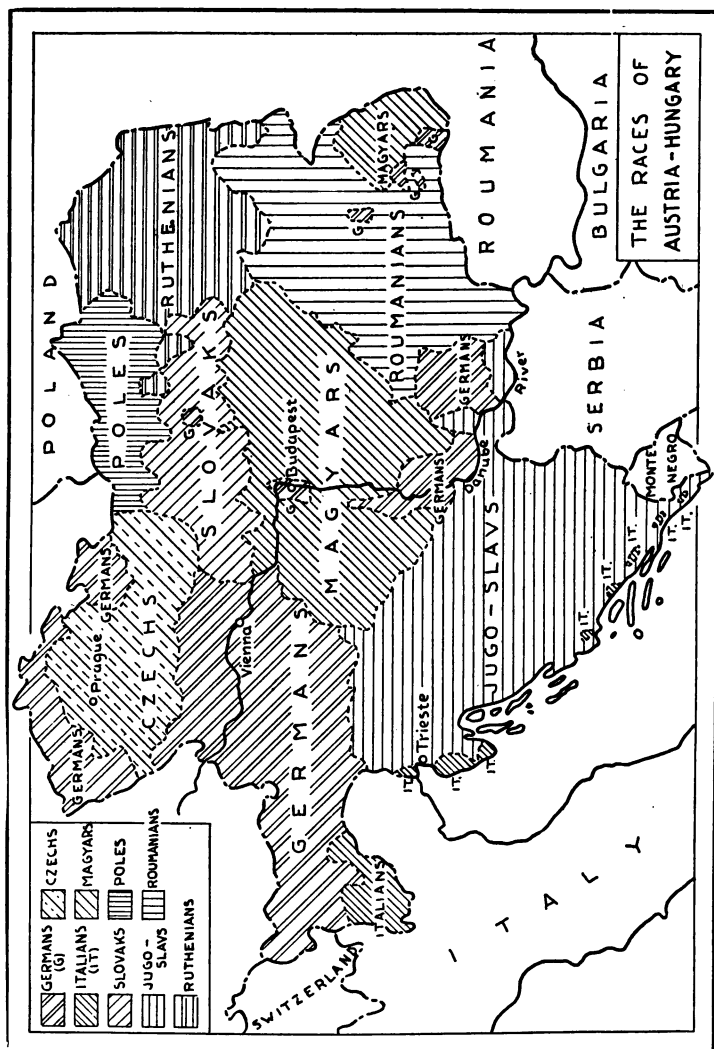 THE RACES OF
AUSTRIA-HUNGARY
GERMANS
(G)
ITALIANS
(IT)
SLOVAKS
JUGO-
SLAVS
RUTHENIANS
CZECHS
MAGYARS
POLES
ROUMANIANS
POLAND
POLES
RUTHENIANS
GERMANS
GERMANS
Prague
CZECHS
SLOVAKS
G.
Vienna
GERMANS
G.
Budapest
MAGYARS
MAGYARS
G.
G.
G.
ROUMANIANS
ROUMANIA
GERMANS
GERMANS
Danube
River
SWITZERLAND
ITALIANS
ITALY
IT.
Trieste
IT.
JUGO-SLAVS
IT.
IT.
IT.
IT.
IT.
SERBIA
MONTE
NEGRO
BULGARIA